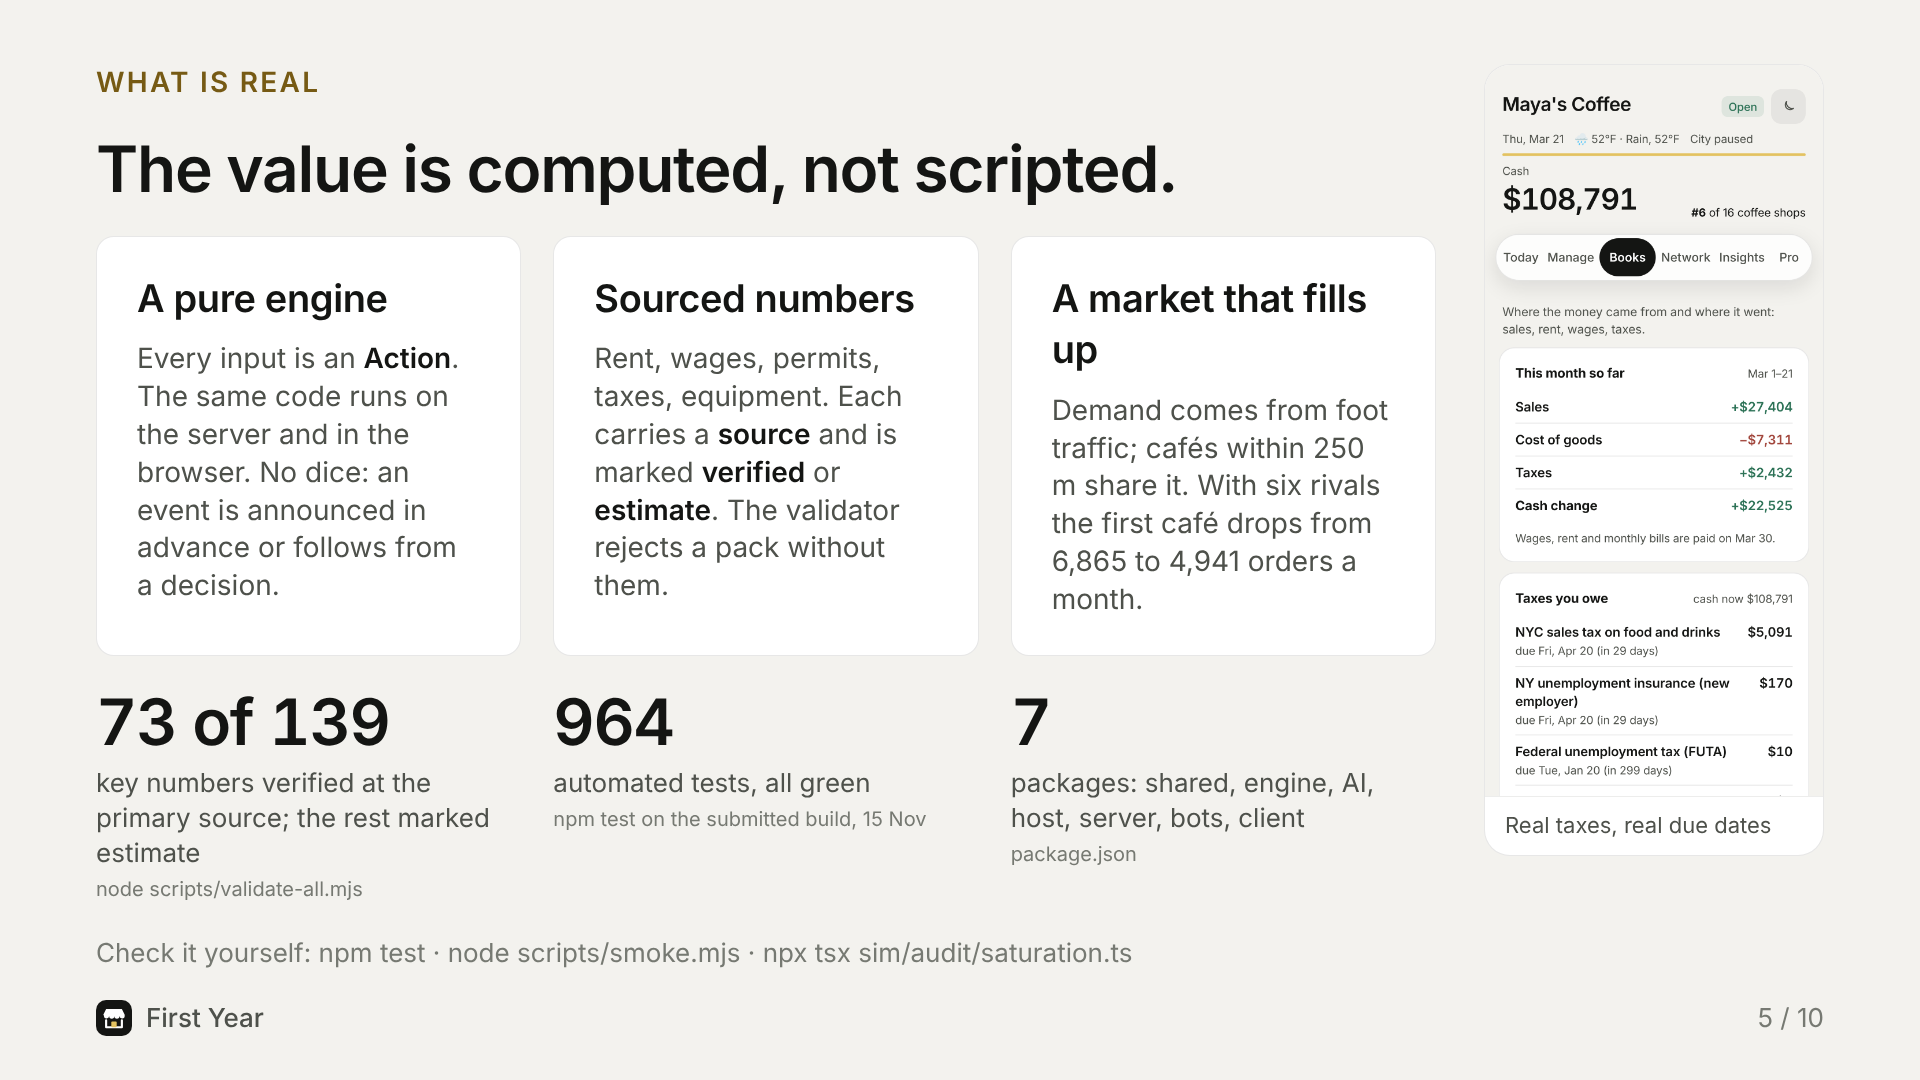 WHAT IS REAL
The value is computed, not scripted.
A pure engine
Every input is an Action.
The same code runs on
the server and in the
browser. No dice: an
event is announced in
advance or follows from
a decision.
Sourced numbers
Rent, wages, permits,
taxes, equipment. Each
carries a source and is
marked verified or
estimate. The validator
rejects a pack without
them.
A market that fills
up
Demand comes from foot
traffic; cafés within 250
m share it. With six rivals
the first café drops from
6,865 to 4,941 orders a
month.
73 of 139
key numbers verified at the
primary source; the rest marked
estimate
node scripts/validate-all.mjs
964
automated tests, all green
npm test on the submitted build, 15 Nov
7
packages: shared, engine, AI,
host, server, bots, client
package.json
Check it yourself: npm test · node scripts/smoke.mjs · npx tsx sim/audit/saturation.ts
Maya's Coffee Open
Thu, Mar 21 52°F · Rain, 52°F City paused
Cash
$108,791 #6 of 16 coffee shops
Today Manage Books Network Insights Pro
Where the money came from and where it went:
sales, rent, wages, taxes.
This month so far Mar 1–21
Sales +$27,404
Cost of goods −$7,311
Taxes +$2,432
Cash change +$22,525
Wages, rent and monthly bills are paid on Mar 30.
Taxes you owe cash now $108,791
NYC sales tax on food and drinks $5,091
due Fri, Apr 20 (in 29 days)
NY unemployment insurance (new $170
employer)
due Fri, Apr 20 (in 29 days)
Federal unemployment tax (FUTA) $10
due Tue, Jan 20 (in 299 days)
Real taxes, real due dates
First Year
5 / 10